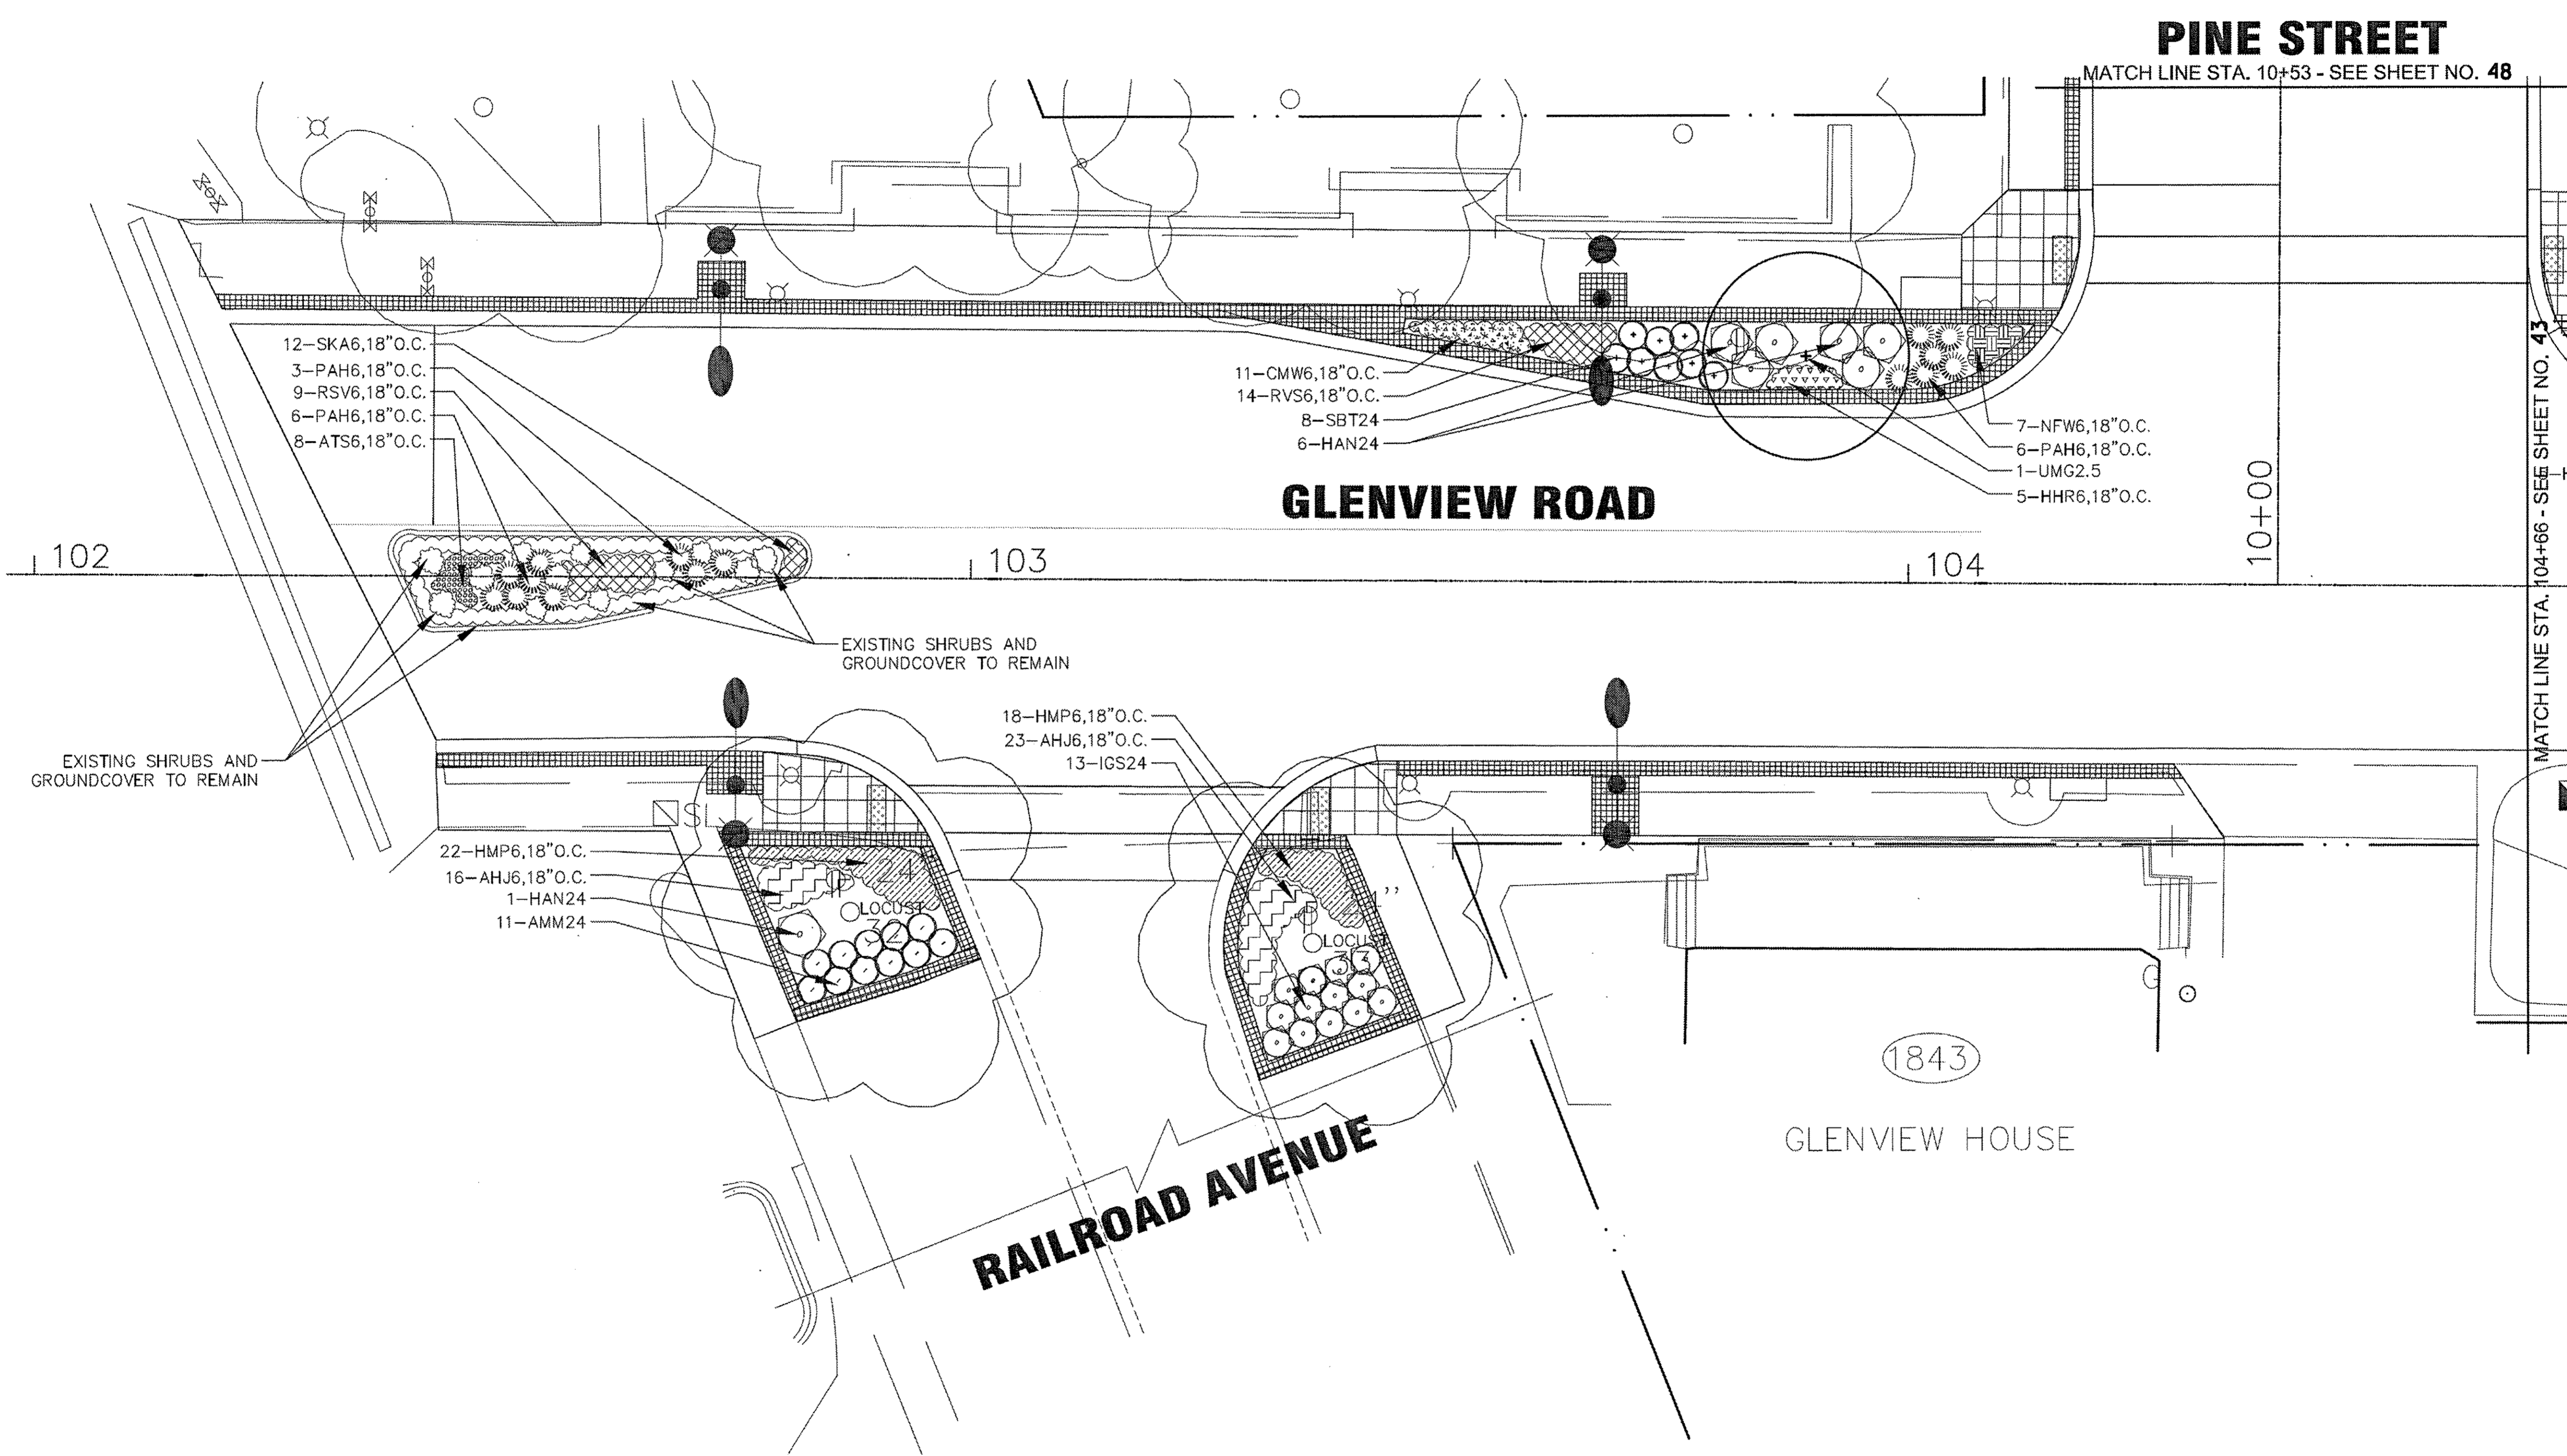 PINE STREET
MATCH LINE STA. 10+53 - SEE SHEET NO. 48
12-SKA6,18"O.C.
3-PAH6,18"O.C.
9-RSV6,18"O.C.
6-PAH6,18"O.C.
8-ATS6,18"O.C.
11-CMW6,18"O.C.
14-RVS6,18"O.C.
8-SBT24
6-HAN24
7-NFW6,18"O.C.
6-PAH6,18"O.C.
1-UMG2.5
5-HHR6,18"O.C.
GLENVIEW ROAD
10+00
MATCH LINE STA. 104+66 - SEE SHEET NO. 43
102
103
104
EXISTING SHRUBS AND
GROUNDCOVER TO REMAIN
EXISTING SHRUBS AND
GROUNDCOVER TO REMAIN
18-HMP6,18"O.C.
23-AHJ6,18"O.C.
13-IGS24
22-HMP6,18"O.C.
16-AHJ6,18"O.C.
1-HAN24
11-AMM24
24"
LOCUST
32
LOCUST
33
1843
GLENVIEW HOUSE
RAILROAD AVENUE